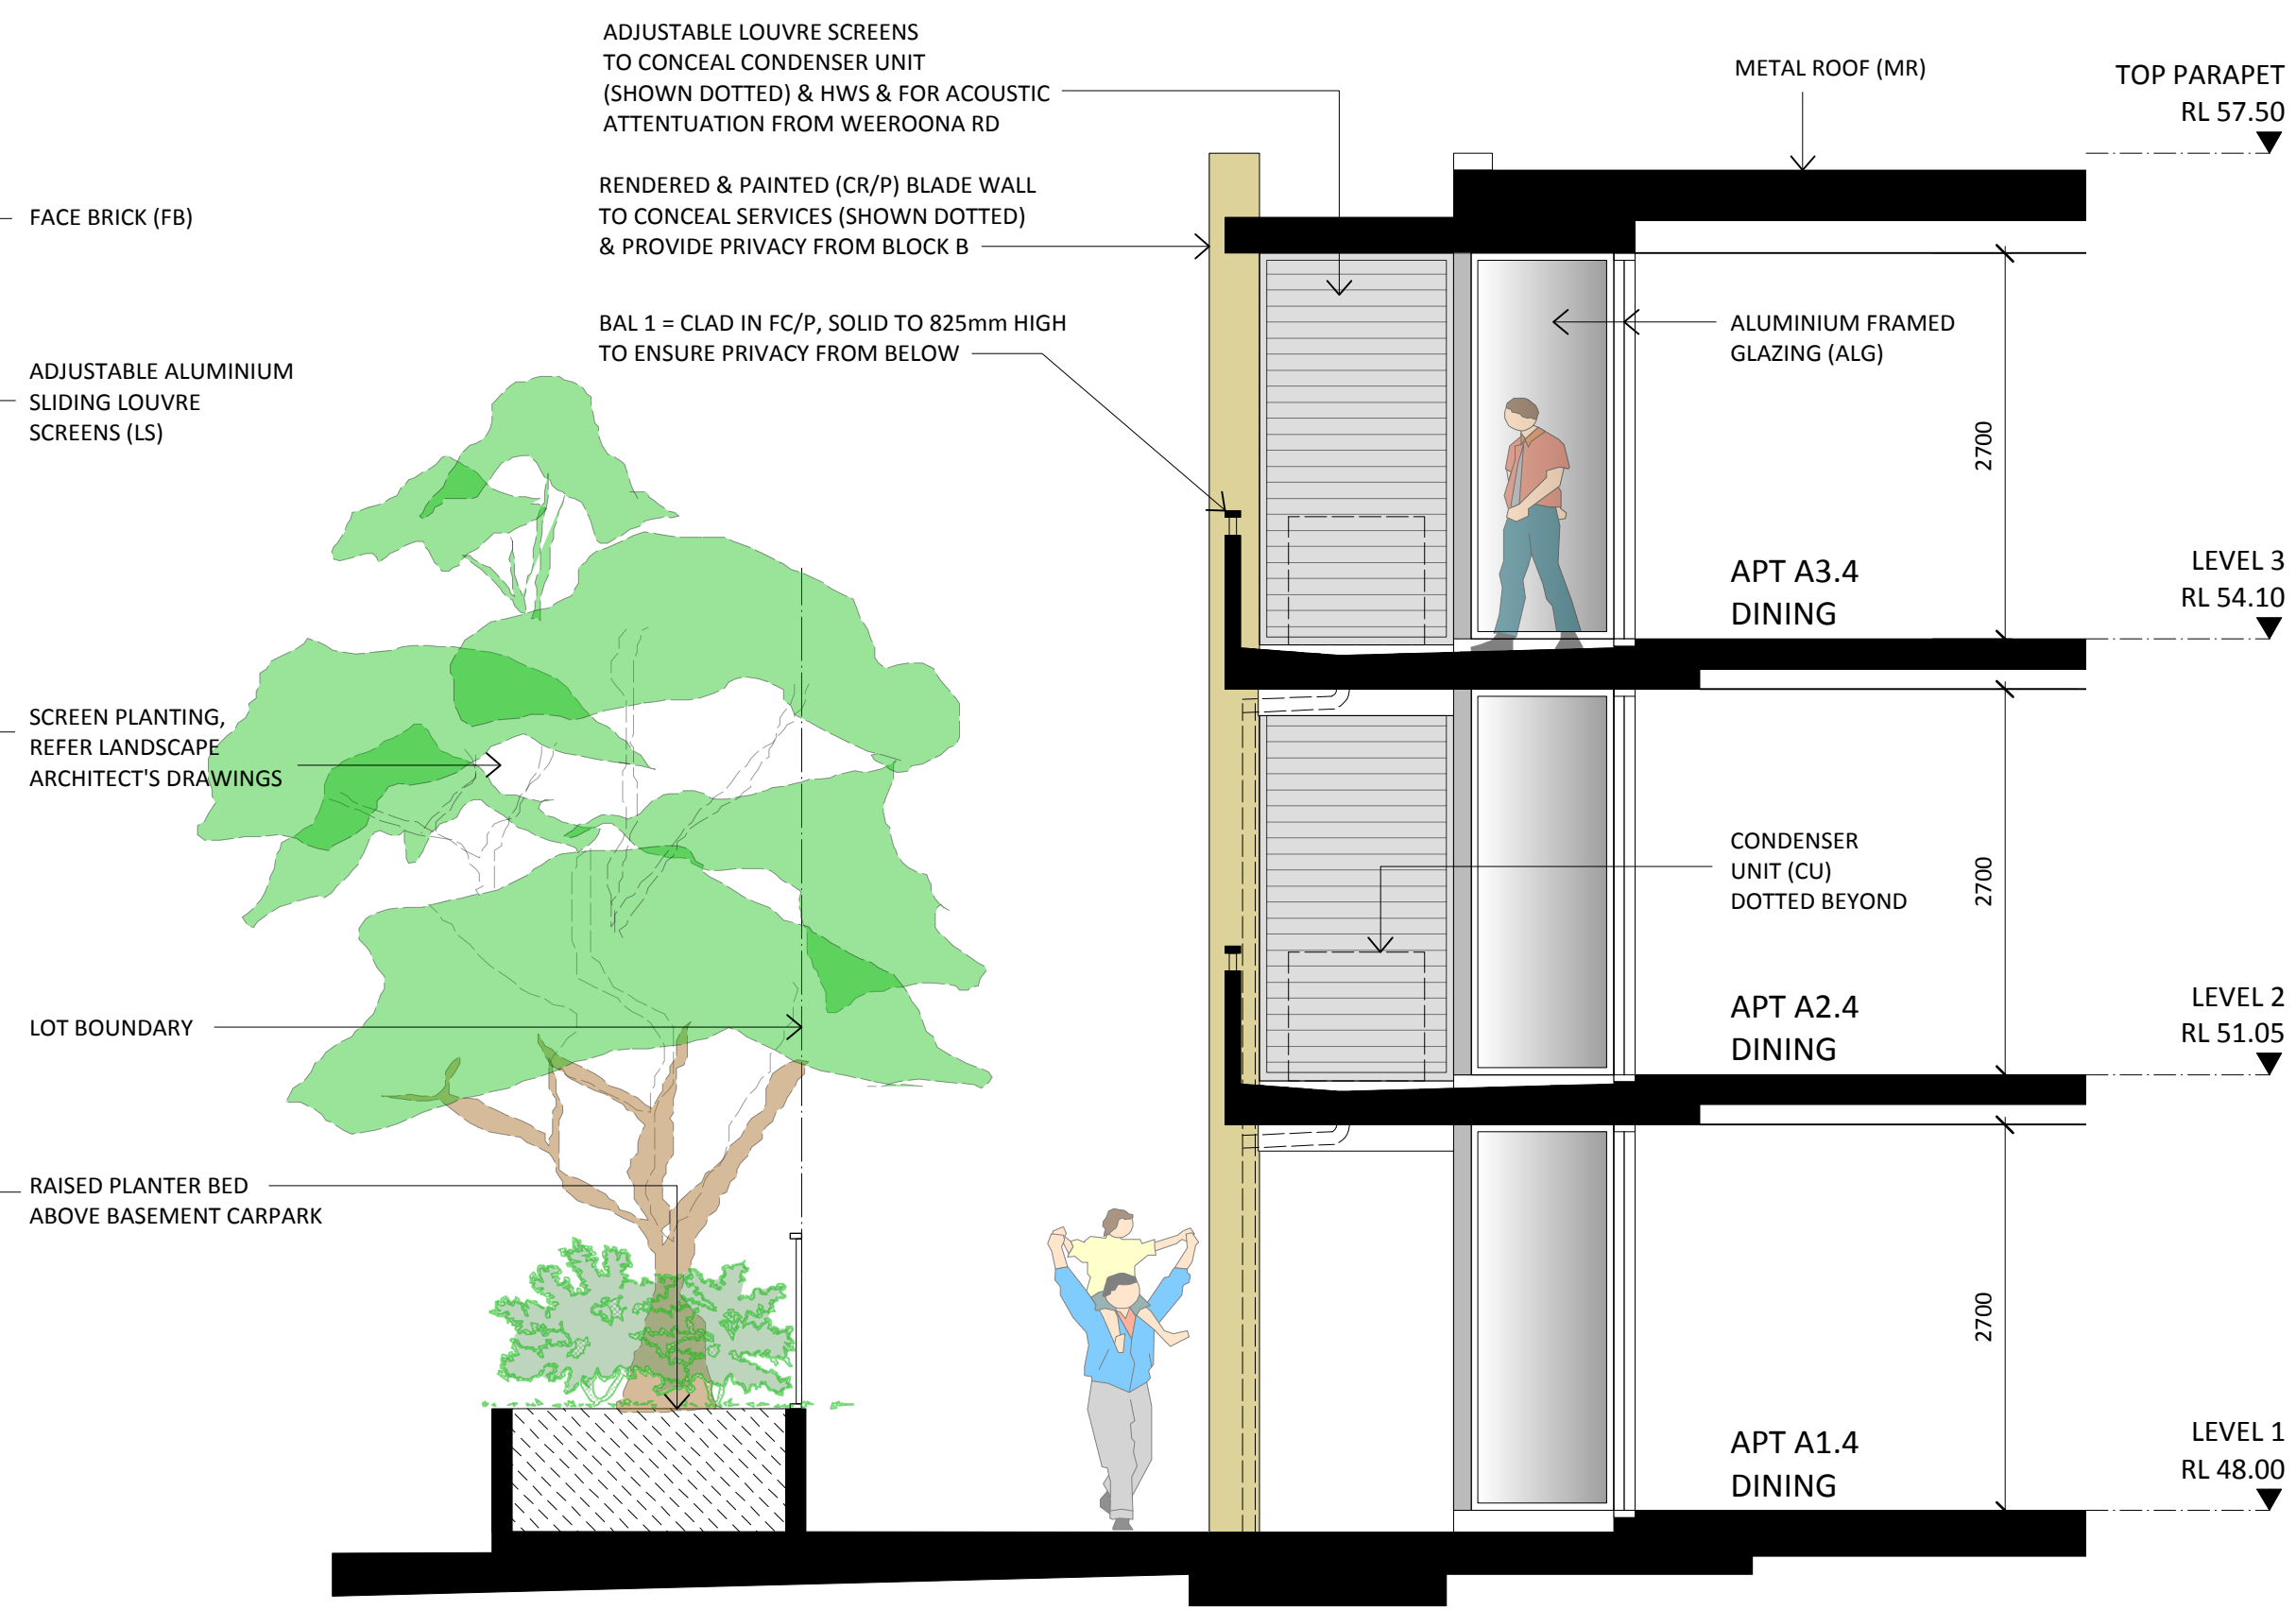 ADJUSTABLE LOUVRE SCREENS
TO CONCEAL CONDENSER UNIT
(SHOWN DOTTED) & HWS & FOR ACOUSTIC
ATTENTUATION FROM WEEROONA RD
METAL ROOF (MR)
TOP PARAPET
RL 57.50
RENDERED & PAINTED (CR/P) BLADE WALL
TO CONCEAL SERVICES (SHOWN DOTTED)
& PROVIDE PRIVACY FROM BLOCK B
FACE BRICK (FB)
BAL 1 = CLAD IN FC/P, SOLID TO 825mm HIGH
TO ENSURE PRIVACY FROM BELOW
ALUMINIUM FRAMED
GLAZING (ALG)
ADJUSTABLE ALUMINIUM
SLIDING LOUVRE
SCREENS (LS)
2700
APT A3.4
DINING
LEVEL 3
RL 54.10
SCREEN PLANTING,
REFER LANDSCAPE
ARCHITECT'S DRAWINGS
CONDENSER
UNIT (CU)
DOTTED BEYOND
2700
APT A2.4
DINING
LEVEL 2
RL 51.05
LOT BOUNDARY
RAISED PLANTER BED
ABOVE BASEMENT CARPARK
2700
APT A1.4
DINING
LEVEL 1
RL 48.00